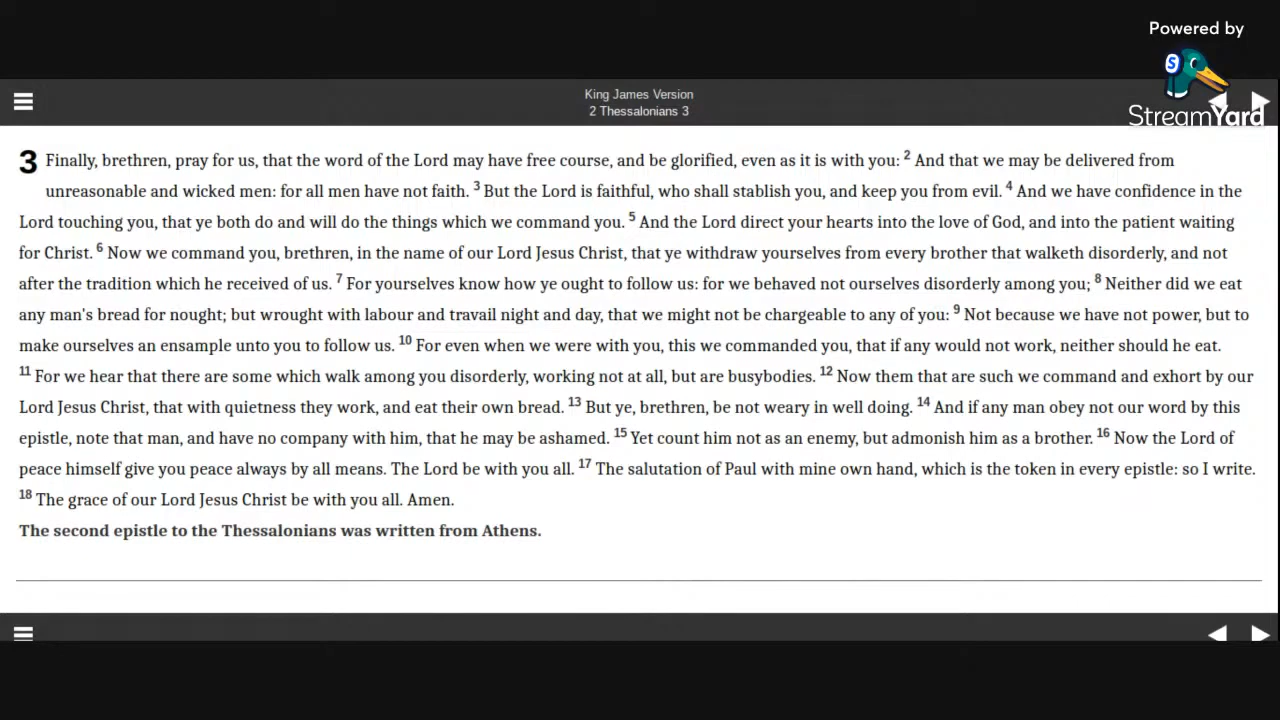 Powered by
StreamYard
King James Version
2 Thessalonians 3
3 Finally, brethren, pray for us, that the word of the Lord may have free course, and be glorified, even as it is with you: 2 And that we may be delivered from
unreasonable and wicked men: for all men have not faith. 3 But the Lord is faithful, who shall stablish you, and keep you from evil. 4 And we have confidence in the
Lord touching you, that ye both do and will do the things which we command you. 5 And the Lord direct your hearts into the love of God, and into the patient waiting
for Christ. 6 Now we command you, brethren, in the name of our Lord Jesus Christ, that ye withdraw yourselves from every brother that walketh disorderly, and not
after the tradition which he received of us. 7 For yourselves know how ye ought to follow us: for we behaved not ourselves disorderly among you; 8 Neither did we eat
any man's bread for nought; but wrought with labour and travail night and day, that we might not be chargeable to any of you: 9 Not because we have not power, but to
make ourselves an ensample unto you to follow us. 10 For even when we were with you, this we commanded you, that if any would not work, neither should he eat.
11 For we hear that there are some which walk among you disorderly, working not at all, but are busybodies. 12 Now them that are such we command and exhort by our
Lord Jesus Christ, that with quietness they work, and eat their own bread. 13 But ye, brethren, be not weary in well doing. 14 And if any man obey not our word by this
epistle, note that man, and have no company with him, that he may be ashamed. 15 Yet count him not as an enemy, but admonish him as a brother. 16 Now the Lord of
peace himself give you peace always by all means. The Lord be with you all. 17 The salutation of Paul with mine own hand, which is the token in every epistle: so I write.
18 The grace of our Lord Jesus Christ be with you all. Amen.
The second epistle to the Thessalonians was written from Athens.